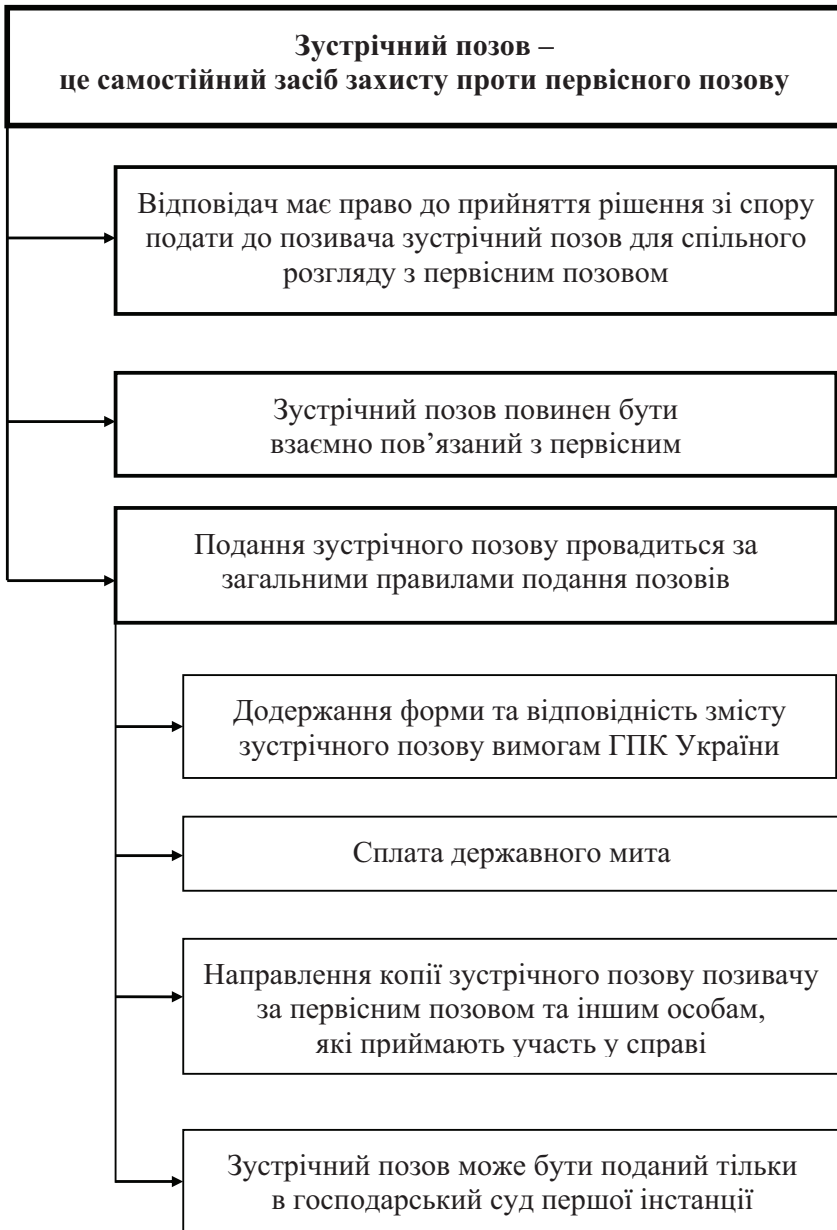 Зустрічний позов –
це самостійний засіб захисту проти первісного позову
Відповідач має право до прийняття рішення зі спору
подати до позивача зустрічний позов для спільного
розгляду з первісним позовом
Зустрічний позов повинен бути
взаємно пов’язаний з первісним
Подання зустрічного позову провадиться за
загальними правилами подання позовів
Додержання форми та відповідність змісту
зустрічного позову вимогам ГПК України
Сплата державного мита
Направлення копії зустрічного позову позивачу
за первісним позовом та іншим особам,
які приймають участь у справі
Зустрічний позов може бути поданий тільки
в господарський суд першої інстанції